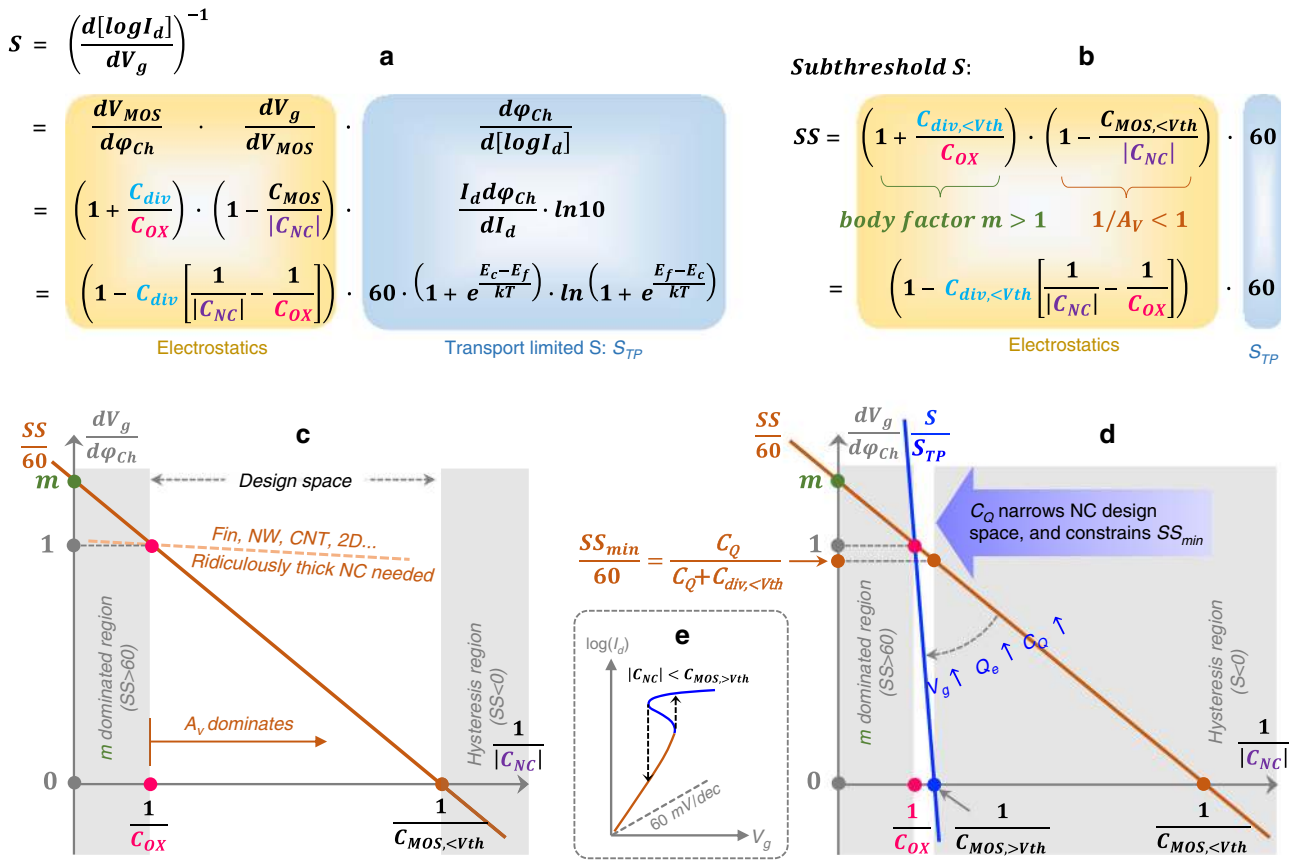 a
S = (d[logI_d]/dV_g)^−1
= dV_MOS/dφ_Ch · dV_g/dV_MOS · dφ_Ch/d[logI_d]
= (1 + C_div/C_OX) · (1 − C_MOS/|C_NC|) · I_d dφ_Ch/dI_d · ln10
= (1 − C_div [1/|C_NC| − 1/C_OX]) · 60 · (1 + e^((E_c−E_f)/kT)) · ln(1 + e^((E_f−E_c)/kT))
Electrostatics
Transport limited S: S_TP
b
Subthreshold S:
SS = (1 + C_div,<Vth/C_OX) · (1 − C_MOS,<Vth/|C_NC|) · 60
body factor m > 1
1/A_V < 1
= (1 − C_div,<Vth [1/|C_NC| − 1/C_OX]) · 60
Electrostatics
S_TP
c
SS/60
dV_g/dφ_Ch
m
1
0
Design space
Fin, NW, CNT, 2D...
Ridiculously thick NC needed
m dominated region
(SS>60)
A_v dominates
Hysteresis region
(SS<0)
1/|C_NC|
1/C_OX
1/C_MOS,<Vth
d
SS/60
dV_g/dφ_Ch
S/S_TP
m
1
0
C_Q narrows NC design
space, and constrains SS_min
SS_min/60 = C_Q/(C_Q+C_div,<Vth)
m dominated region
(SS>60)
V_g↑ Q_e↑ C_Q↑
Hysteresis region
(S<0)
1/|C_NC|
1/C_OX
1/C_MOS,>Vth
1/C_MOS,<Vth
e
log(I_d)
|C_NC| < C_MOS,>Vth
60 mV/dec
V_g